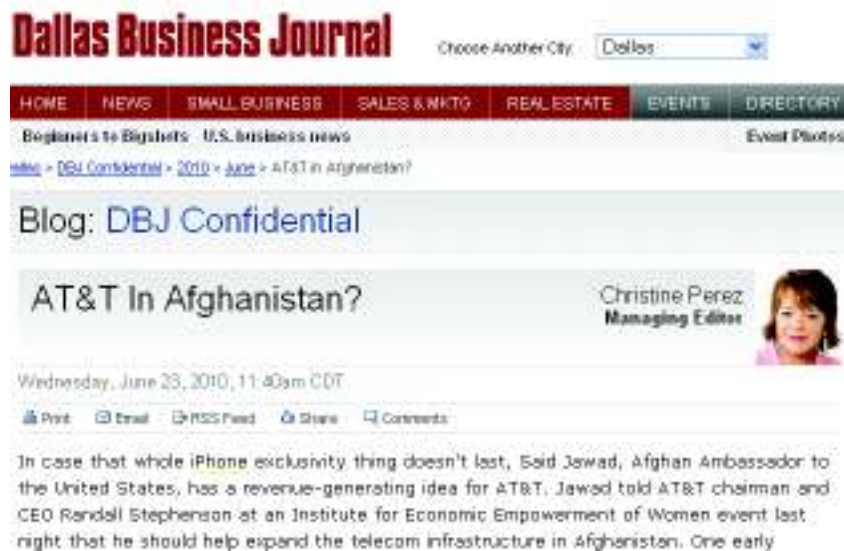 Dallas Business Journal
Choose Another City: Dallas
HOME NEWS SMALL BUSINESS SALES & MKTG REAL ESTATE EVENTS DIRECTORY
Beginners to Bigshots U.S. business news Event Photos
> DBJ Confidential > 2010 > June > AT&T in Afghanistan?
Blog: DBJ Confidential
AT&T In Afghanistan?
Christine Perez
Managing Editor
Wednesday, June 23, 2010, 11:40am CDT
Print Email RSS Feed Share Comments
In case that whole iPhone exclusivity thing doesn't last, Said Jawad, Afghan Ambassador to
the United States, has a revenue-generating idea for AT&T. Jawad told AT&T chairman and
CEO Randall Stephenson at an Institute for Economic Empowerment of Women event last
night that he should help expand the telecom infrastructure in Afghanistan. One early